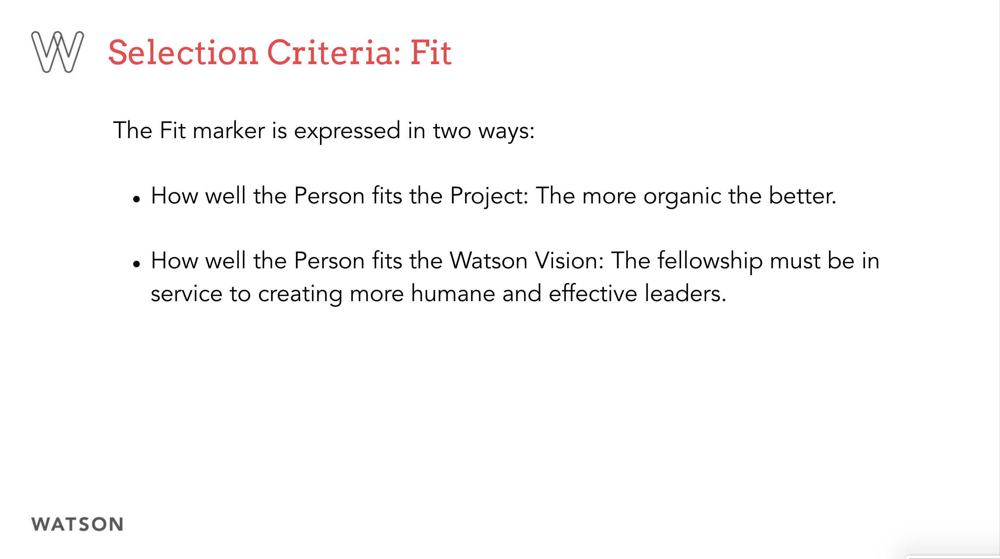 W
Selection Criteria: Fit
The Fit marker is expressed in two ways:
• How well the Person fits the Project: The more organic the better.
• How well the Person fits the Watson Vision: The fellowship must be in
service to creating more humane and effective leaders.
WATSON